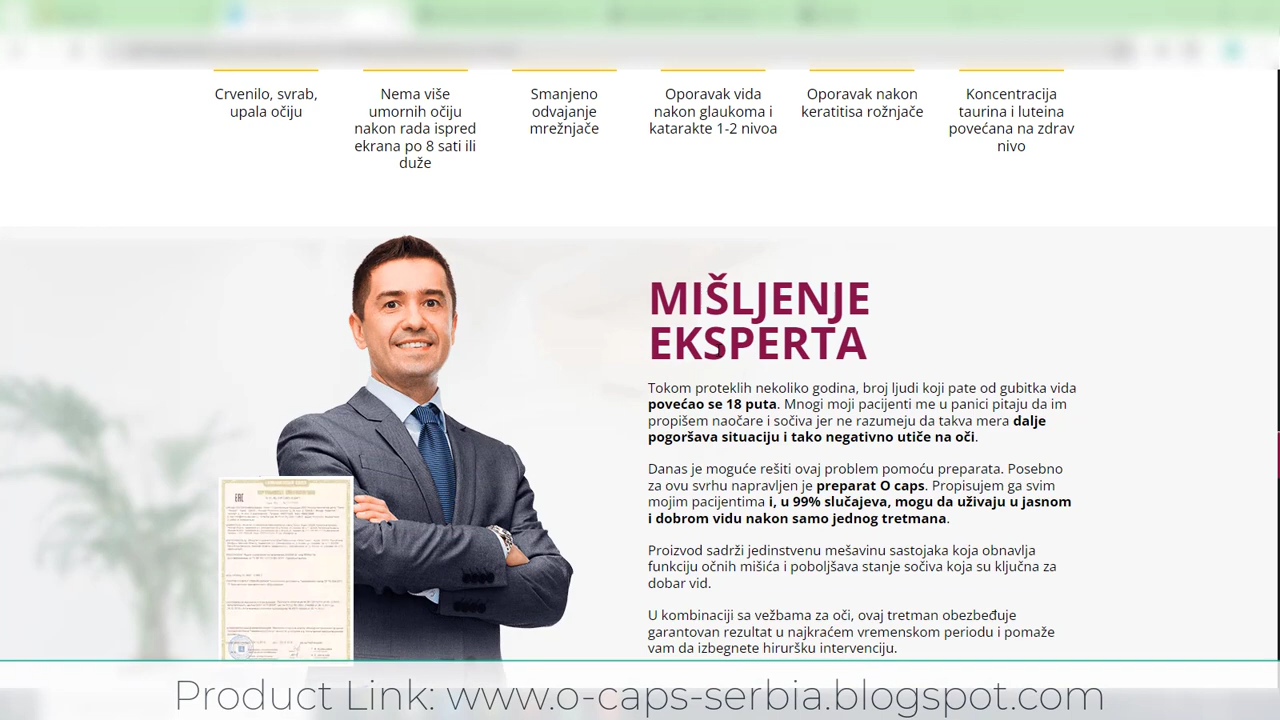 Crvenilo, svrab,
upala očiju
Nema više
umornih očiju
nakon rada ispred
ekrana po 8 sati ili
duže
Smanjeno
odvajanje
mrežnjače
Oporavak vida
nakon glaukoma i
katarakte 1-2 nivoa
Oporavak nakon
keratitisa rožnjače
Koncentracija
taurina i luteina
povećana na zdrav
nivo
MIŠLJENJE
EKSPERTA
Tokom proteklih nekoliko godina, broj ljudi koji pate od gubitka vida
povećao se 18 puta. Mnogi moji pacijenti me u panici pitaju da im
propišem naočare i sočiva jer ne razumeju da takva mera dalje
pogoršava situaciju i tako negativno utiče na oči.
Danas je moguće rešiti ovaj problem pomoću preparata. Posebno
za ovu svrhu napravljen je preparat O caps. Propisujem ga svim
pacijentima i, u 99% slučajeva, mogu da uživaju u jasnom
i dobrom vidu nakon samo jednog tretmana.
Proizvod sadrži jedinstvenu mešavinu sastojaka koja obnavlja
funkciju očnih mišića i poboljšava stanje sočiva koja su ključna za
dobar vid.
U kombinaciji sa vežbama za oči, ovaj tretman obezbeđuje
garantovani rezultat u najkraćem vremenskom periodu i pomaže
vam da izbegnete hiruršku intervenciju.
EAC
Product Link: www.o-caps-serbia.blogspot.com